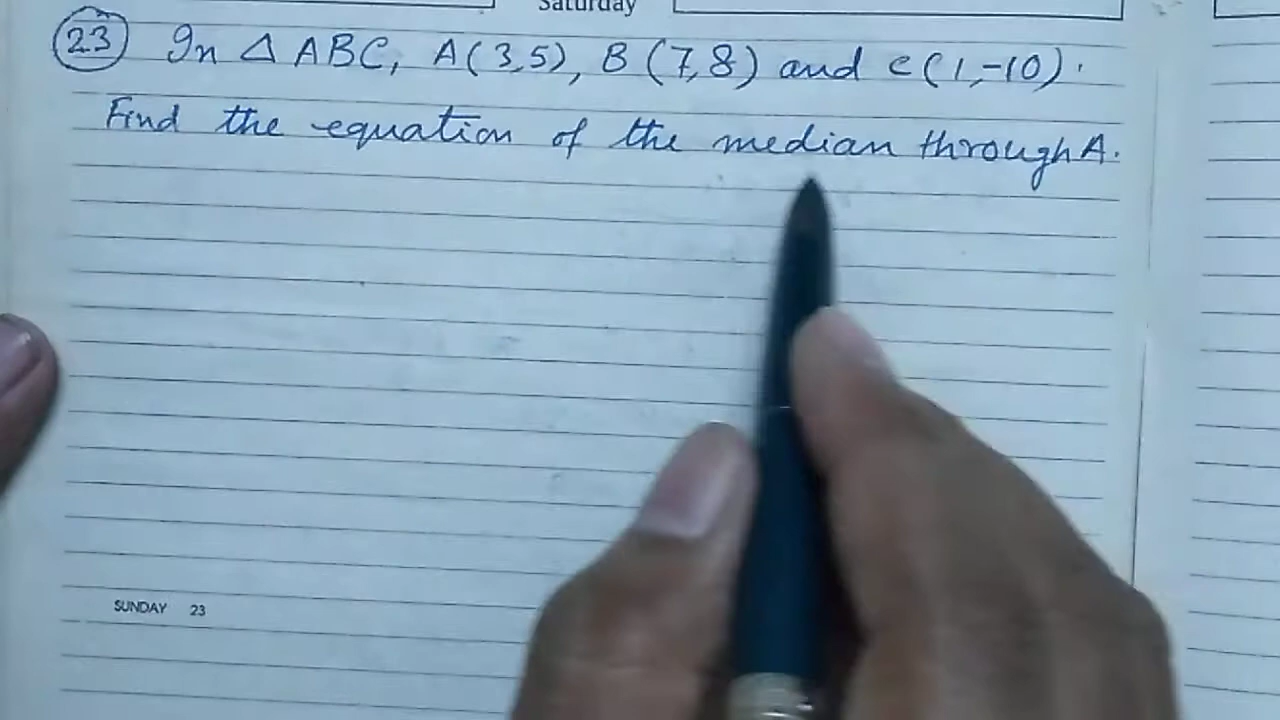 Saturday
(23) In △ ABC, A(3,5), B(7,8) and C(1,-10).
Find the equation of the median through A.
SUNDAY 23